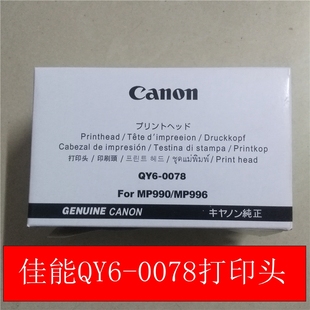 Canon
プリントヘッド
Printhead / Tête d'impreeion / Druckkopf
Cabezal de impresión / Testina di stampa / Printkop
打印头 / 印刷頭 / 프린트 헤드 / ชุดแม่พิมพ์ / Print head
QY6-0078
For MP990/MP996
GENUINE CANON キヤノン純正
佳能QY6-0078打印头